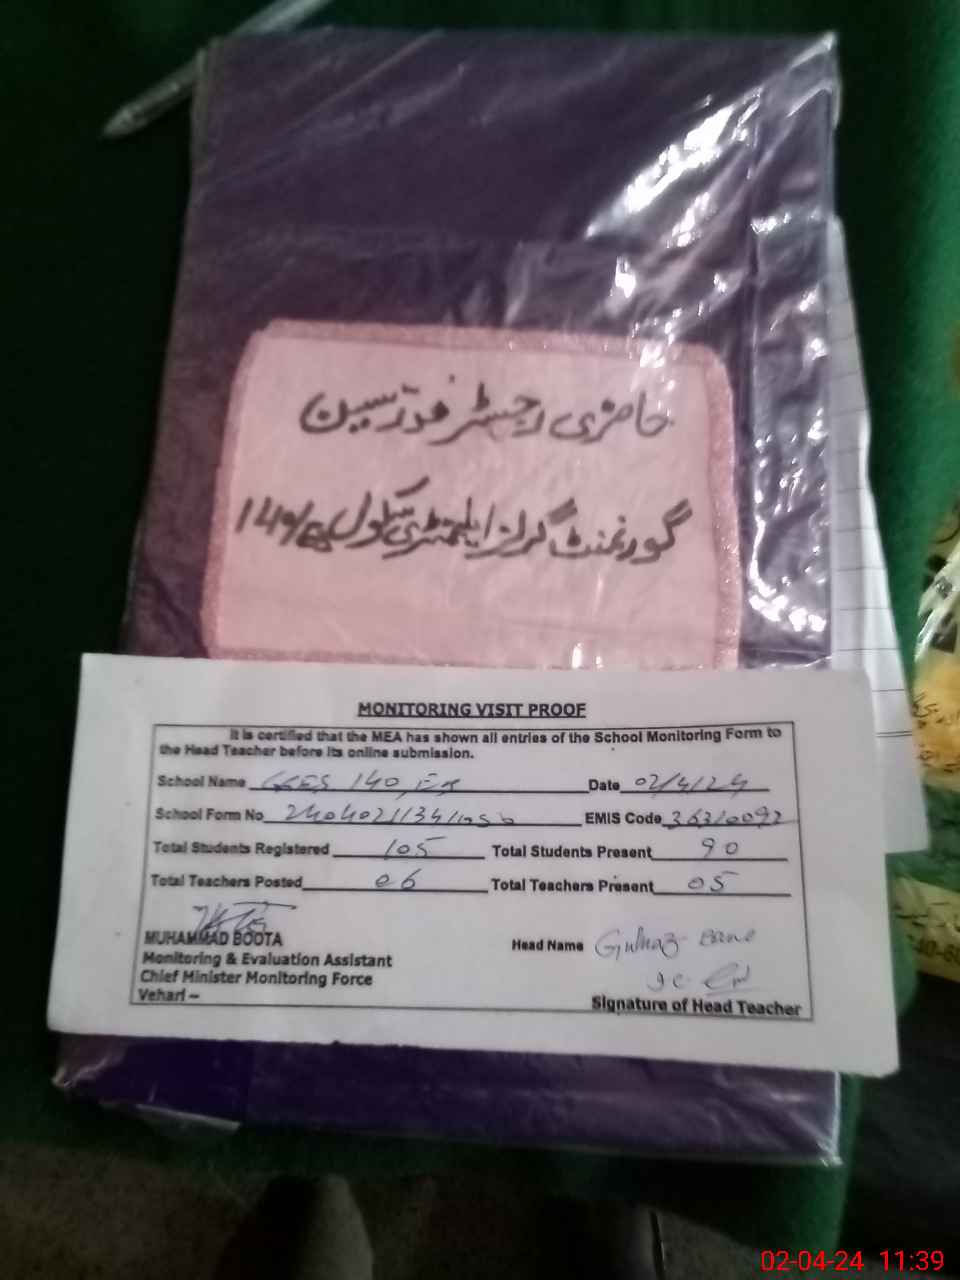 حاضری رجسٹر فوڈ سین
گورنمنٹ گرلز ایلیمنٹری سکول 140/EB
MONITORING VISIT PROOF
It is certified that the MEA has shown all entries of the School Monitoring Form to
the Head Teacher before its online submission.
School Name GGES 140, EB Date 02/4/24
School Form No EMIS Code 36310092
Total Students Registered 105 Total Students Present 90
Total Teachers Posted 06 Total Teachers Present 05
MUHAMMAD BOOTA
Monitoring & Evaluation Assistant
Chief Minister Monitoring Force
Vehari –
Head Name Gulnaz Bano
Signature of Head Teacher
02-04-24 11:39